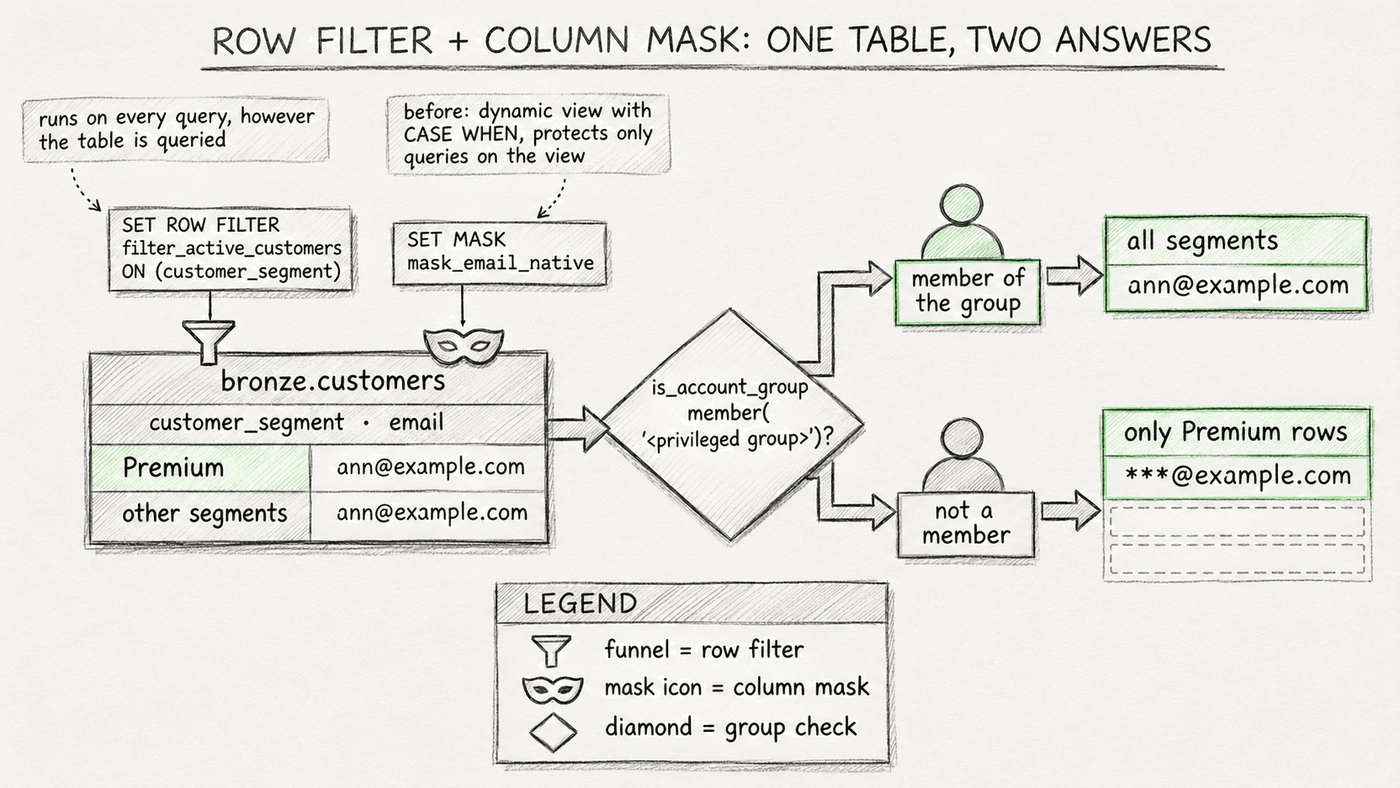 ROW FILTER + COLUMN MASK: ONE TABLE, TWO ANSWERS
runs on every query, however
the table is queried
before: dynamic view with
CASE WHEN, protects only
queries on the view
SET ROW FILTER
filter_active_customers
ON (customer_segment)
SET MASK
mask_email_native
bronze.customers
customer_segment · email
Premium
ann@example.com
other segments
ann@example.com
is_account_group
member(
'<privileged group>')?
member of
the group
all segments
ann@example.com
not a
member
only Premium rows
***@example.com
LEGEND
funnel = row filter
mask icon = column mask
diamond = group check